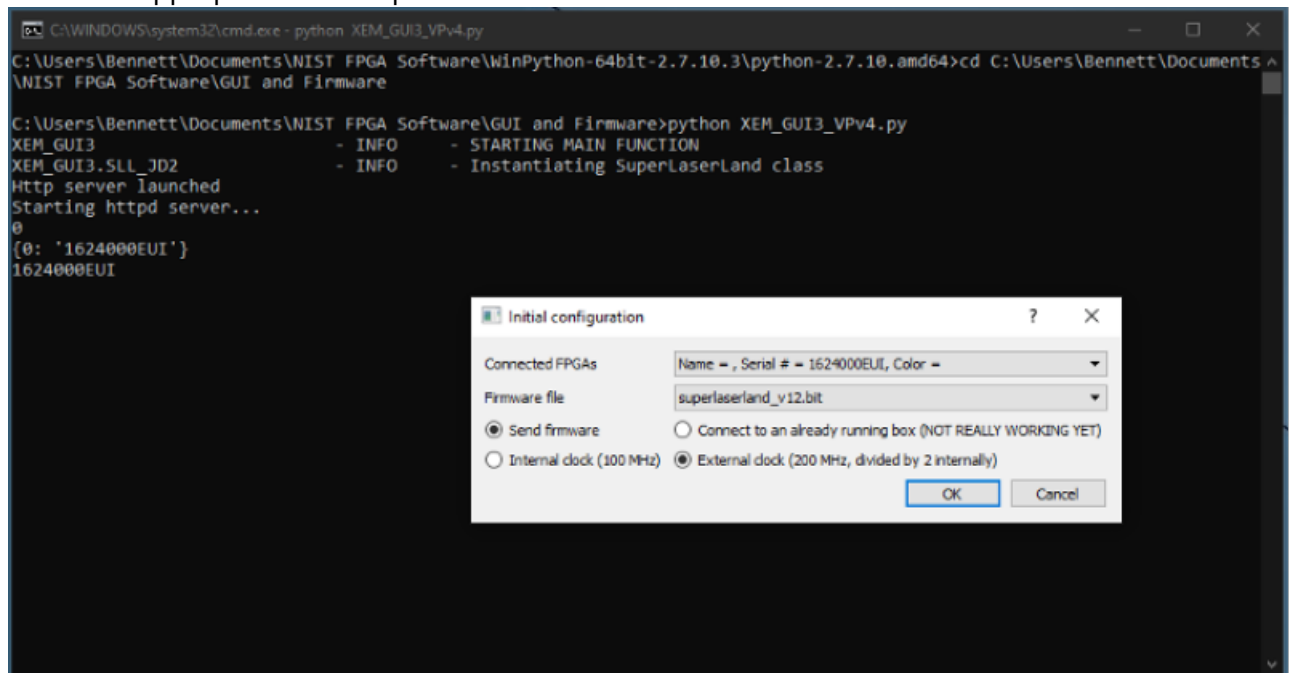 C:\WINDOWS\system32\cmd.exe - python XEM_GUI3_VPv4.py
C:\Users\Bennett\Documents\NIST FPGA Software\WinPython-64bit-2.7.10.3\python-2.7.10.amd64>cd C:\Users\Bennett\Documents
\NIST FPGA Software\GUI and Firmware
C:\Users\Bennett\Documents\NIST FPGA Software\GUI and Firmware>python XEM_GUI3_VPv4.py
XEM_GUI3 - INFO - STARTING MAIN FUNCTION
XEM_GUI3.SLL_JD2 - INFO - Instantiating SuperLaserLand class
Http server launched
Starting httpd server...
0
{0: '1624000EUI'}
1624000EUI
Initial configuration ? ×
Connected FPGAs Name = , Serial # = 1624000EUI, Color =
Firmware file superlaserland_v12.bit
Send firmware Connect to an already running box (NOT REALLY WORKING YET)
Internal clock (100 MHz) External clock (200 MHz, divided by 2 internally)
OK Cancel